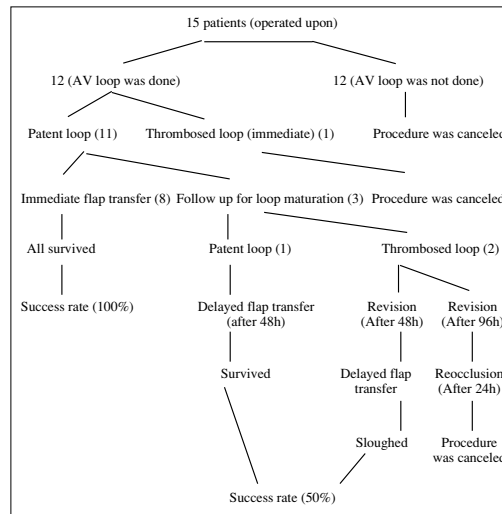 15 patients (operated upon)
12 (AV loop was done)
12 (AV loop was not done)
Patent loop (11)
Thrombosed loop (immediate) (1)
Procedure was canceled
Immediate flap transfer (8)
Follow up for loop maturation (3)
Procedure was canceled
All survived
Patent loop (1)
Thrombosed loop (2)
Success rate (100%)
Delayed flap transfer
(after 48h)
Revision
(After 48h)
Revision
(After 96h)
Survived
Delayed flap
transfer
Reocclusion
(After 24h)
Sloughed
Procedure
was canceled
Success rate (50%)